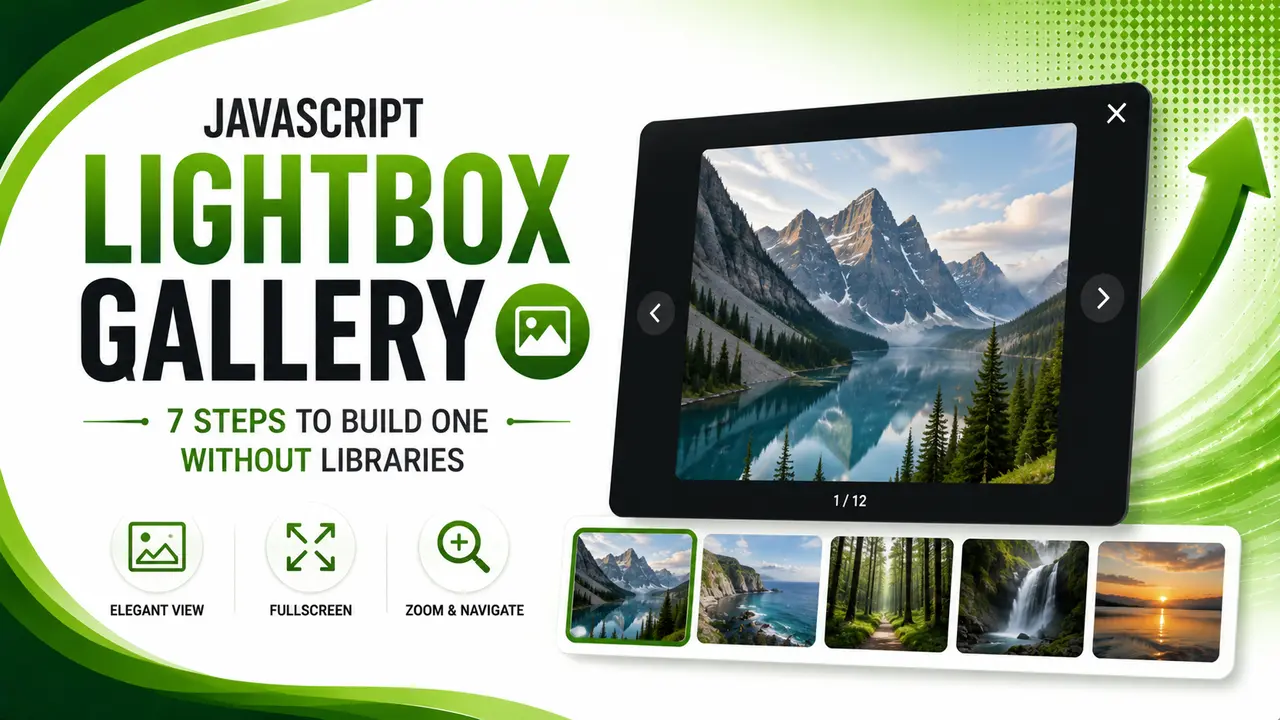 JAVASCRIPT
LIGHTBOX
GALLERY
7 STEPS TO BUILD ONE
WITHOUT LIBRARIES
ELEGANT VIEW
FULLSCREEN
ZOOM & NAVIGATE
1 / 12